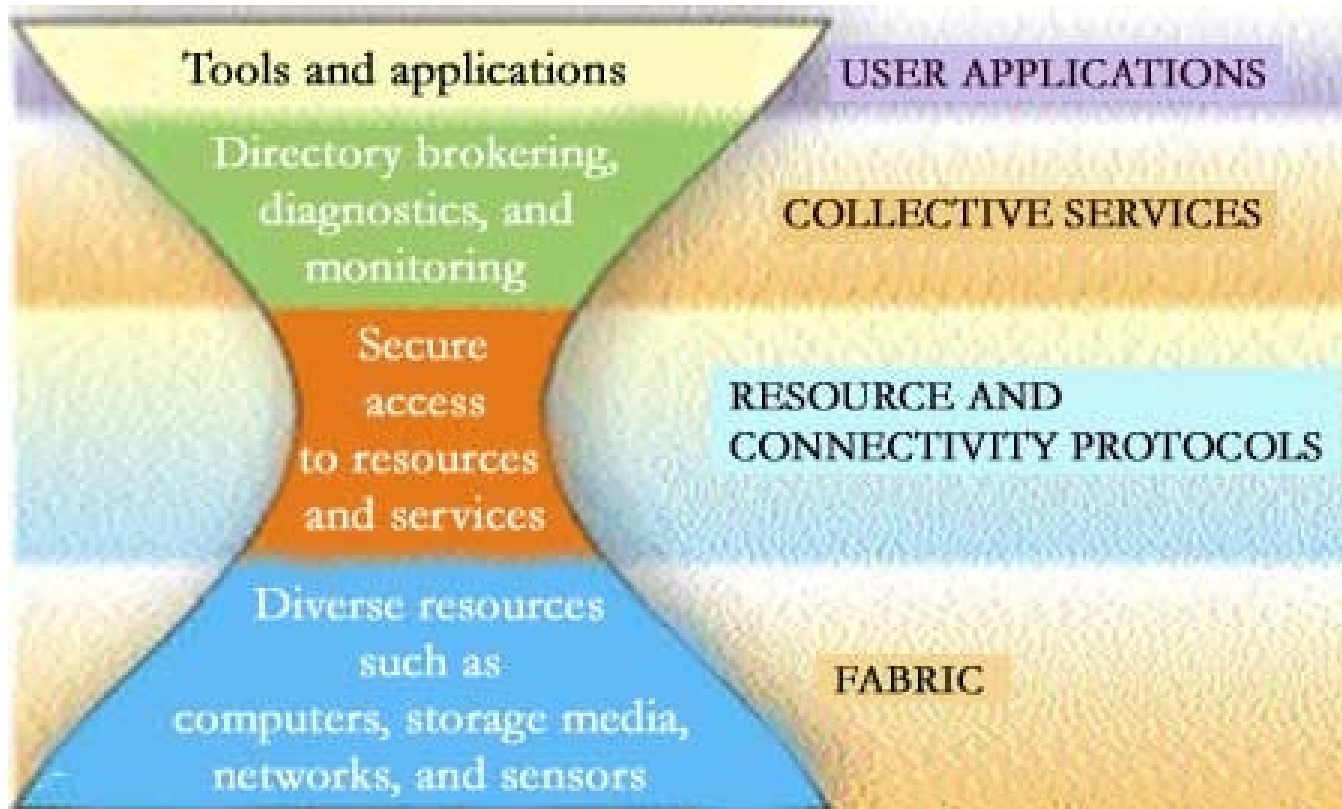 Tools and applications
USER APPLICATIONS
Directory brokering,
diagnostics, and
monitoring
COLLECTIVE SERVICES
Secure
access
to resources
and services
RESOURCE AND
CONNECTIVITY PROTOCOLS
Diverse resources
such as
computers, storage media,
networks, and sensors
FABRIC